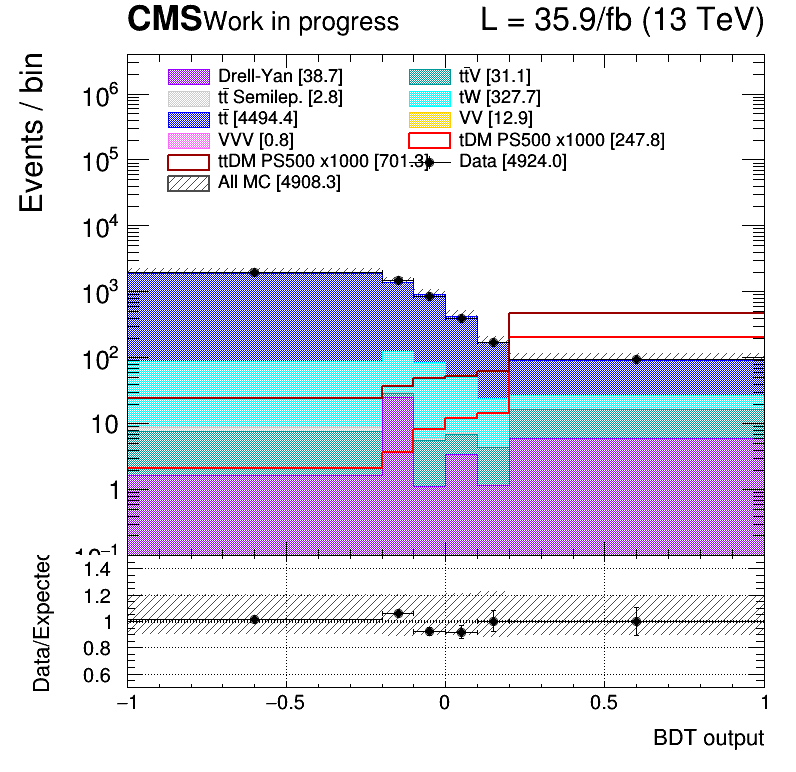 CMS Work in progress L = 35.9/fb (13 TeV)
Events / bin
Drell-Yan [38.7] tt̄V [31.1]
tt̄ Semilep. [2.8] tW [327.7]
tt̄ [4494.4] VV [12.9]
VVV [0.8] tDM PS500 x1000 [247.8]
ttDM PS500 x1000 [701.3] Data [4924.0]
All MC [4908.3]
10⁶
10⁵
10⁴
10³
10²
10
1
10⁻¹
Data/Expected
1.4
1.2
1
0.8
0.6
−1 −0.5 0 0.5 1
BDT output